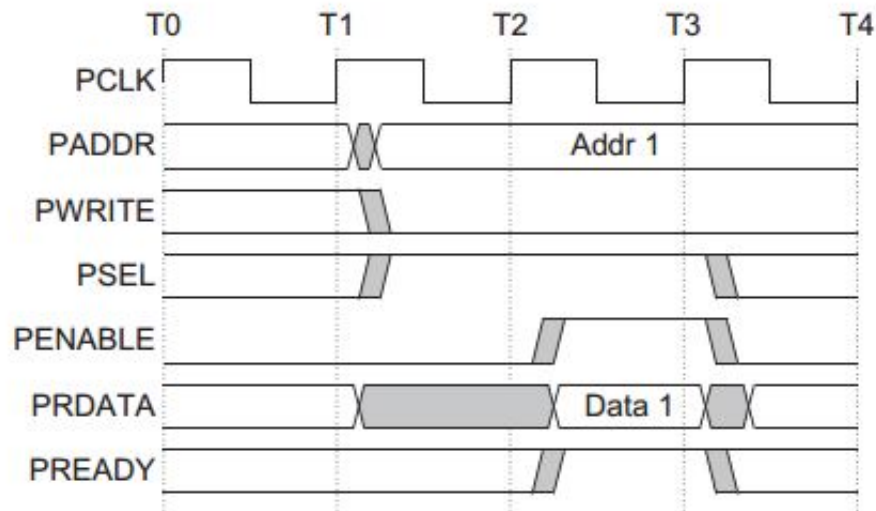 T0 T1 T2 T3 T4
PCLK
PADDR Addr 1
PWRITE
PSEL
PENABLE
PRDATA Data 1
PREADY